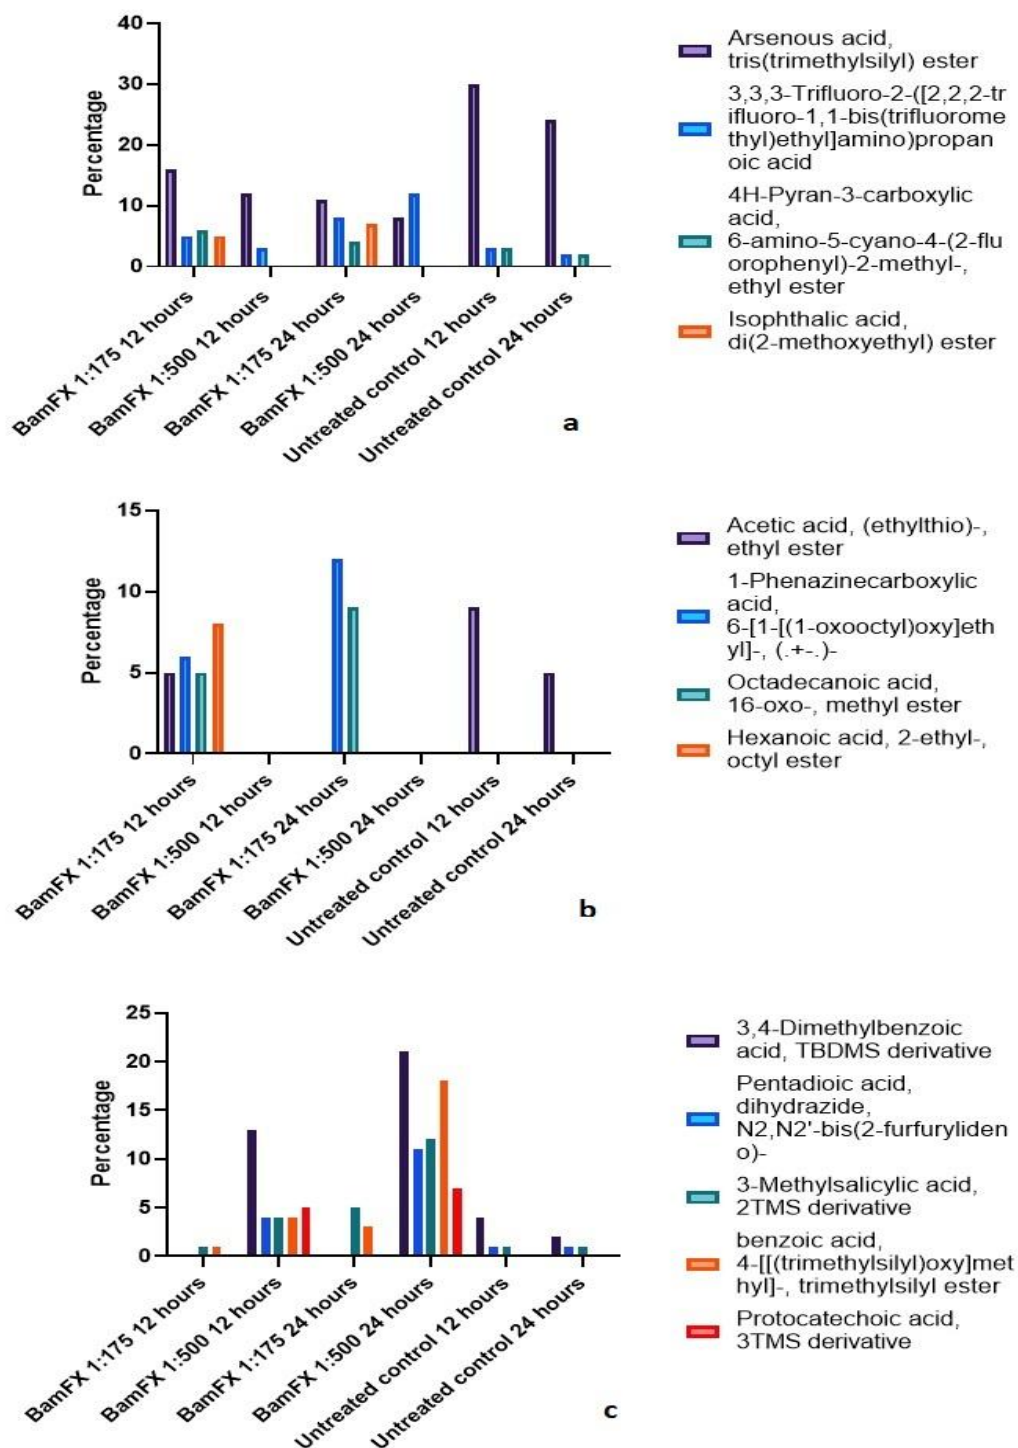 40
30
20
10
0
Percentage
BamFX 1:175 12 hours
BamFX 1:500 12 hours
BamFX 1:175 24 hours
BamFX 1:500 24 hours
Untreated control 12 hours
Untreated control 24 hours
a
Arsenous acid,
tris(trimethylsilyl) ester
3,3,3-Trifluoro-2-([2,2,2-tr
ifluoro-1,1-bis(trifluorome
thyl)ethyl]amino)propan
oic acid
4H-Pyran-3-carboxylic
acid,
6-amino-5-cyano-4-(2-flu
orophenyl)-2-methyl-,
ethyl ester
Isophthalic acid,
di(2-methoxyethyl) ester
15
10
5
0
Percentage
BamFX 1:175 12 hours
BamFX 1:500 12 hours
BamFX 1:175 24 hours
BamFX 1:500 24 hours
Untreated control 12 hours
Untreated control 24 hours
b
Acetic acid, (ethylthio)-,
ethyl ester
1-Phenazinecarboxylic
acid,
6-[1-[(1-oxooctyl)oxy]eth
yl]-, (.+-.)-
Octadecanoic acid,
16-oxo-, methyl ester
Hexanoic acid, 2-ethyl-,
octyl ester
25
20
15
10
5
0
Percentage
BamFX 1:175 12 hours
BamFX 1:500 12 hours
BamFX 1:175 24 hours
BamFX 1:500 24 hours
Untreated control 12 hours
Untreated control 24 hours
c
3,4-Dimethylbenzoic
acid, TBDMS derivative
Pentadioic acid,
dihydrazide,
N2,N2'-bis(2-furfuryliden
o)-
3-Methylsalicylic acid,
2TMS derivative
benzoic acid,
4-[[(trimethylsilyl)oxy]met
hyl]-, trimethylsilyl ester
Protocatechoic acid,
3TMS derivative